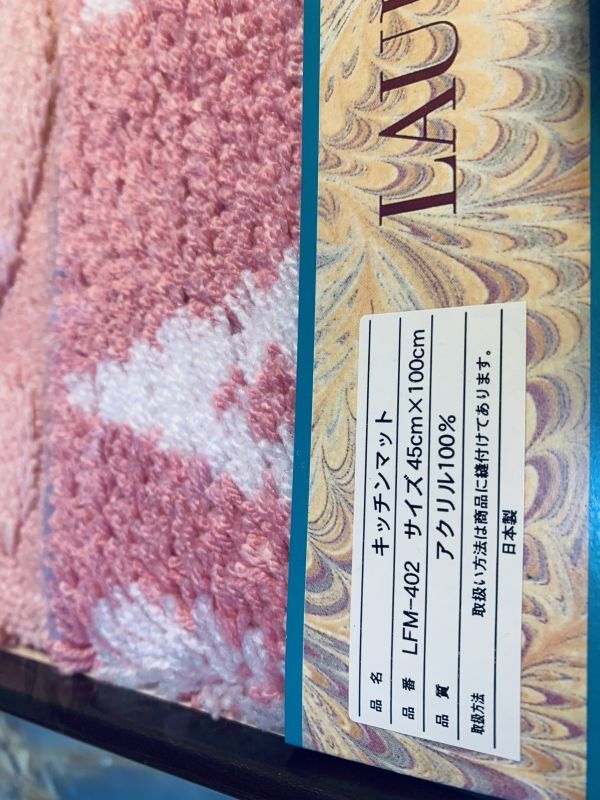 LAU
品名 キッチンマット
品番 LFM-402 サイズ45cm×100cm
品質 アクリル100%
取扱方法 取扱い方法は商品に縫付けてあります。
日本製